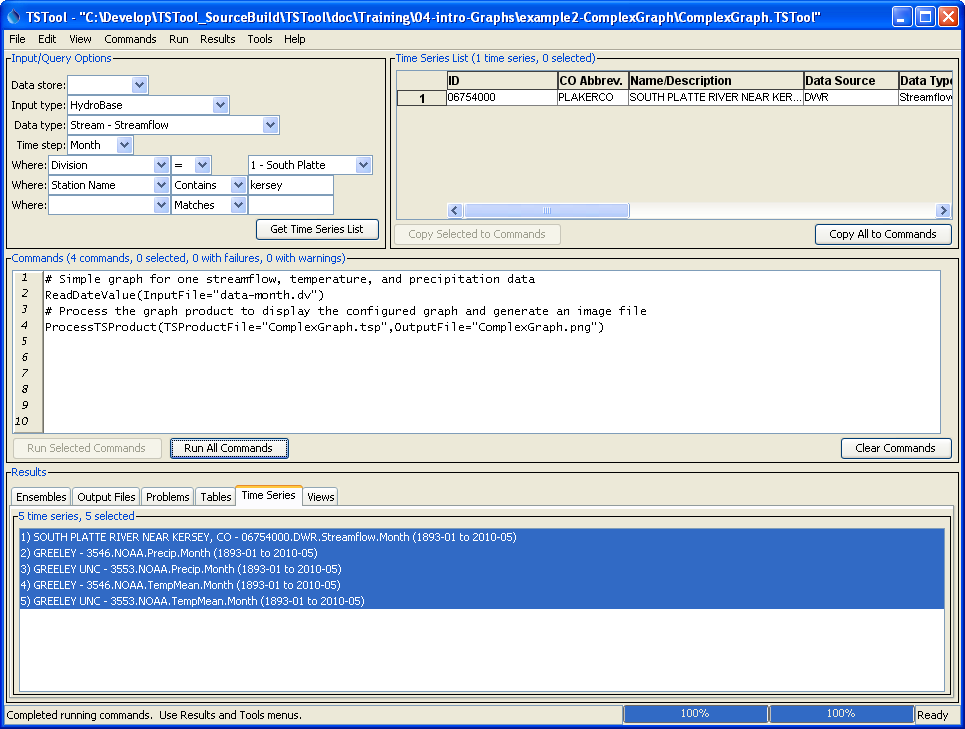 TSTool - "C:\Develop\TSTool_SourceBuild\TSTool\doc\Training\04-intro-Graphs\example2-ComplexGraph\ComplexGraph.TSTool"
File Edit View Commands Run Results Tools Help
Input/Query Options
Data store:
Input type: HydroBase
Data type: Stream - Streamflow
Time step: Month
Where: Division = 1 - South Platte
Where: Station Name Contains kersey
Where: Matches
Get Time Series List
Time Series List (1 time series, 0 selected)
ID CO Abbrev. Name/Description Data Source Data Type
1 06754000 PLAKERCO SOUTH PLATTE RIVER NEAR KER... DWR Streamflow
Copy Selected to Commands Copy All to Commands
Commands (4 commands, 0 selected, 0 with failures, 0 with warnings)
1 # Simple graph for one streamflow, temperature, and precipitation data
2 ReadDateValue(InputFile="data-month.dv")
3 # Process the graph product to display the configured graph and generate an image file
4 ProcessTSProduct(TSProductFile="ComplexGraph.tsp",OutputFile="ComplexGraph.png")
5
6
7
8
9
10
Run Selected Commands Run All Commands Clear Commands
Results
Ensembles Output Files Problems Tables Time Series Views
5 time series, 5 selected
1) SOUTH PLATTE RIVER NEAR KERSEY, CO - 06754000.DWR.Streamflow.Month (1893-01 to 2010-05)
2) GREELEY - 3546.NOAA.Precip.Month (1893-01 to 2010-05)
3) GREELEY UNC - 3553.NOAA.Precip.Month (1893-01 to 2010-05)
4) GREELEY - 3546.NOAA.TempMean.Month (1893-01 to 2010-05)
5) GREELEY UNC - 3553.NOAA.TempMean.Month (1893-01 to 2010-05)
Completed running commands. Use Results and Tools menus. 100% 100% Ready